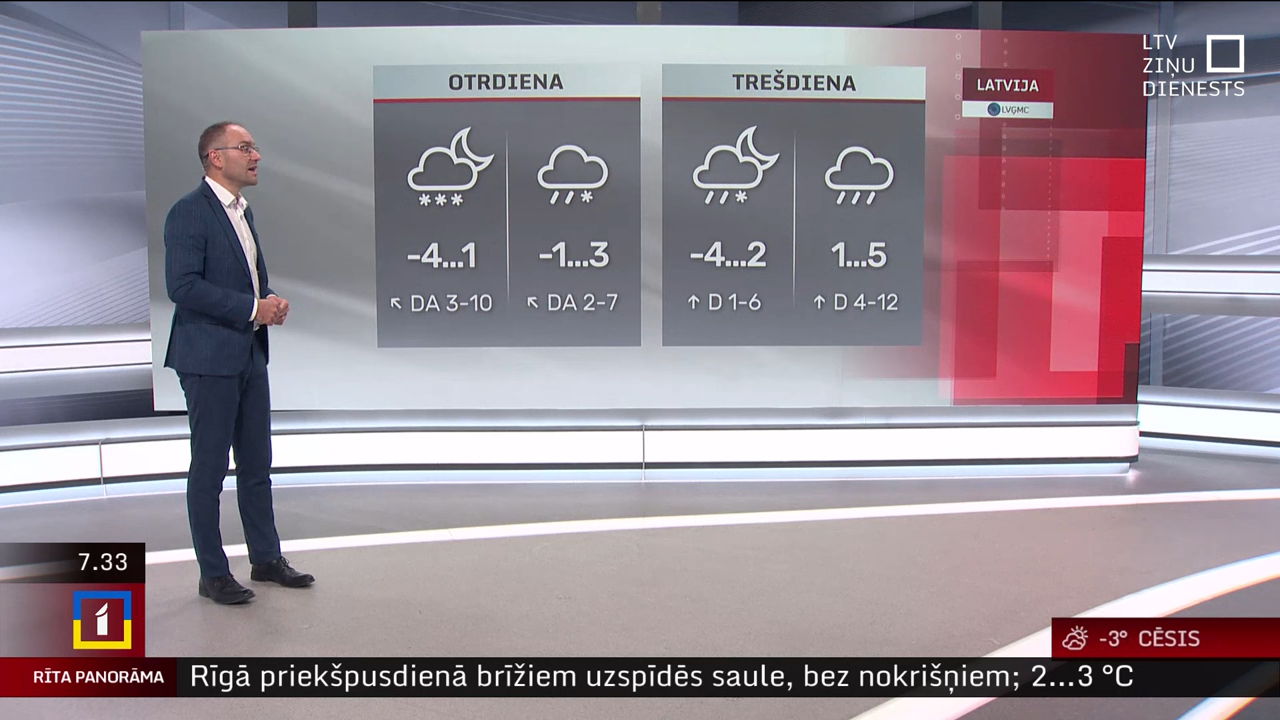 LTV
ZIŅU
DIENESTS
OTRDIENA
TREŠDIENA
LATVIJA
LVĢMC
-4...1
-1...3
-4...2
1...5
DA 3-10
DA 2-7
D 1-6
D 4-12
7.33
1
-3° CĒSIS
RĪTA PANORĀMA
Rīgā priekšpusdienā brīžiem uzspīdēs saule, bez nokrišņiem; 2...3 °C